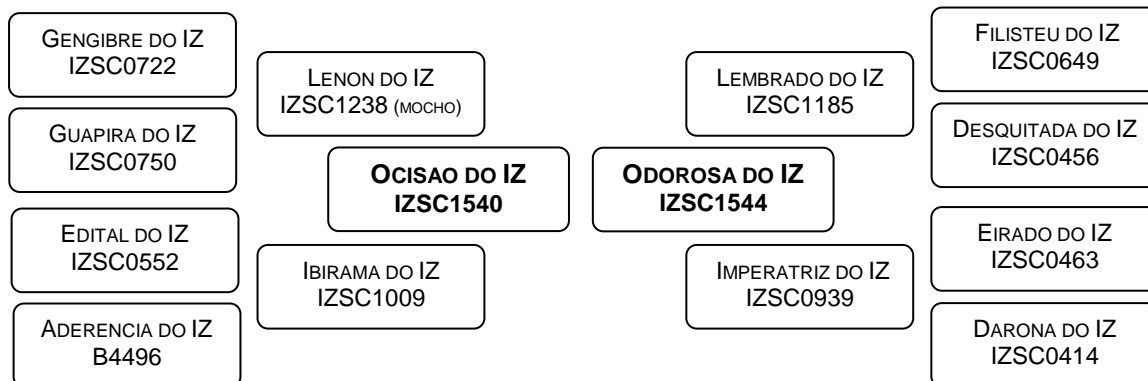 GENGIBRE DO IZ
IZSC0722
LENON DO IZ
IZSC1238 (MOCHO)
GUAPIRA DO IZ
IZSC0750
OCISAO DO IZ
IZSC1540
EDITAL DO IZ
IZSC0552
IBIRAMA DO IZ
IZSC1009
ADERENCIA DO IZ
B4496
FILISTEU DO IZ
IZSC0649
LEMBRADO DO IZ
IZSC1185
DESQUITADA DO IZ
IZSC0456
ODOROSA DO IZ
IZSC1544
EIRADO DO IZ
IZSC0463
IMPERATRIZ DO IZ
IZSC0939
DARONA DO IZ
IZSC0414